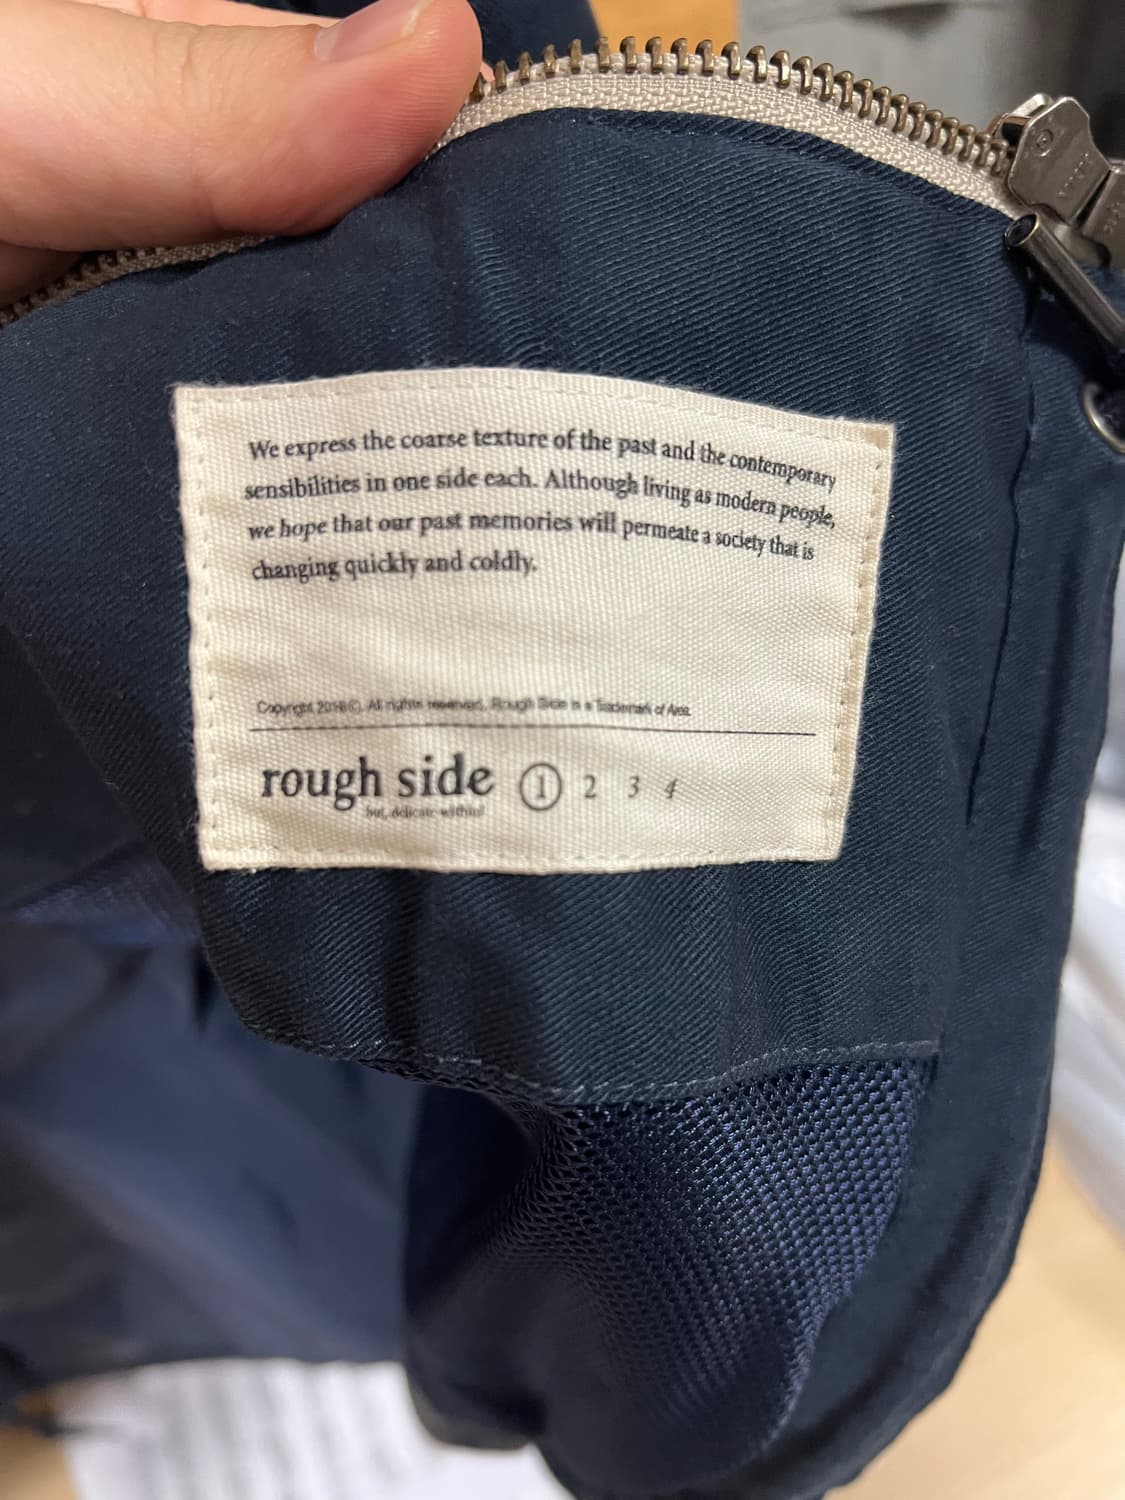 We express the coarse texture of the past and the contemporary
sensibilities in one side each. Although living as modern people,
we hope that our past memories will permeate a society that is
changing quickly and coldly.
Copyright 2018 ©. All rights reserved. Rough Side is a Trademark of Area.
rough side 1 2 3 4
but, delicate within!